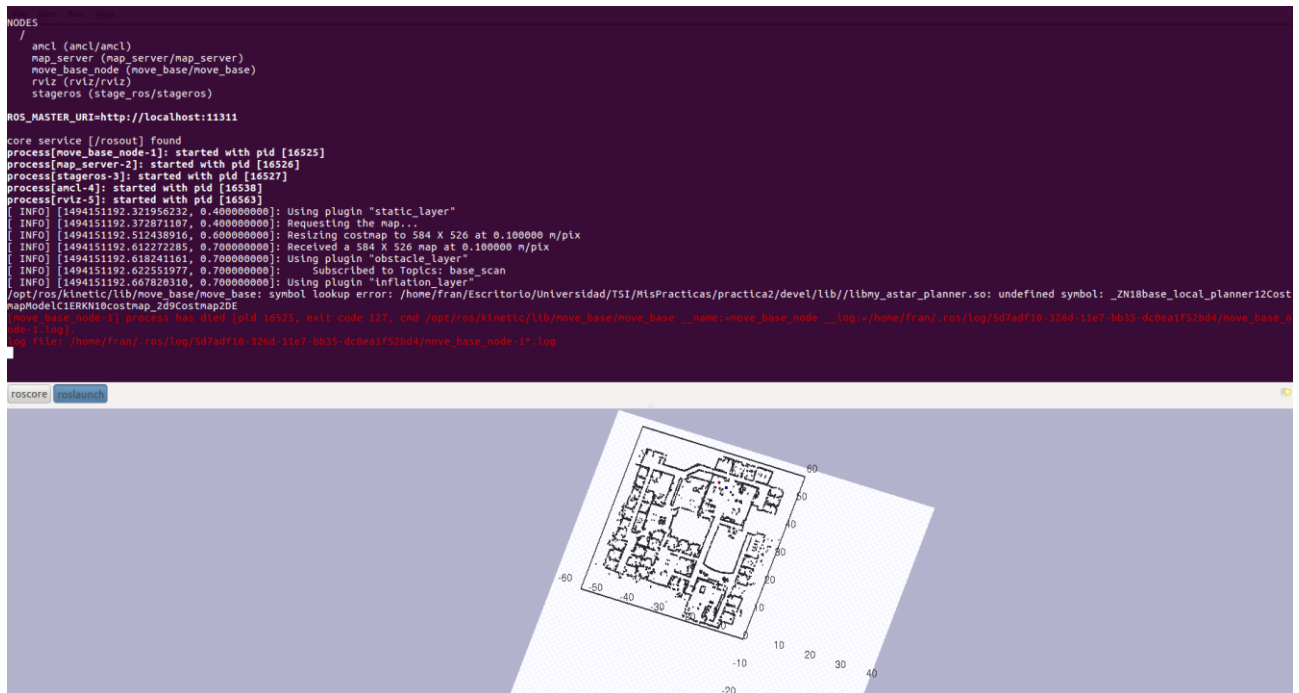 NODES
/
amcl (amcl/amcl)
map_server (map_server/map_server)
move_base_node (move_base/move_base)
rviz (rviz/rviz)
stageros (stage_ros/stageros)
ROS_MASTER_URI=http://localhost:11311
core service [/rosout] found
process[move_base_node-1]: started with pid [16525]
process[map_server-2]: started with pid [16526]
process[stageros-3]: started with pid [16527]
process[amcl-4]: started with pid [16538]
process[rviz-5]: started with pid [16563]
[ INFO] [1494151192.321956232, 0.400000000]: Using plugin "static_layer"
[ INFO] [1494151192.372871107, 0.400000000]: Requesting the map...
[ INFO] [1494151192.512438916, 0.600000000]: Resizing costmap to 584 X 526 at 0.100000 m/pix
[ INFO] [1494151192.612272285, 0.700000000]: Received a 584 X 526 map at 0.100000 m/pix
[ INFO] [1494151192.618241161, 0.700000000]: Using plugin "obstacle_layer"
[ INFO] [1494151192.622551977, 0.700000000]: Subscribed to Topics: base_scan
[ INFO] [1494151192.667820310, 0.700000000]: Using plugin "inflation_layer"
/opt/ros/kinetic/lib/move_base/move_base: symbol lookup error: /home/fran/Escritorio/Universidad/TSI/MisPracticas/practica2/devel/lib//libmy_astar_planner.so: undefined symbol: _ZN18base_local_planner12Cost
mapModelC1ERKN10costmap_2d9Costmap2DE
[move_base_node-1] process has died [pid 16525, exit code 127, cmd /opt/ros/kinetic/lib/move_base/move_base __name:=move_base_node __log:=/home/fran/.ros/log/5d7adf10-326d-11e7-bb35-dc0ea1f52bd4/move_base_n
ode-1.log].
log file: /home/fran/.ros/log/5d7adf10-326d-11e7-bb35-dc0ea1f52bd4/move_base_node-1*.log
roscore roslaunch
60
50
40
30
-60 -50 20
-40
-30 10
0
10
20
-10 30
40
-20